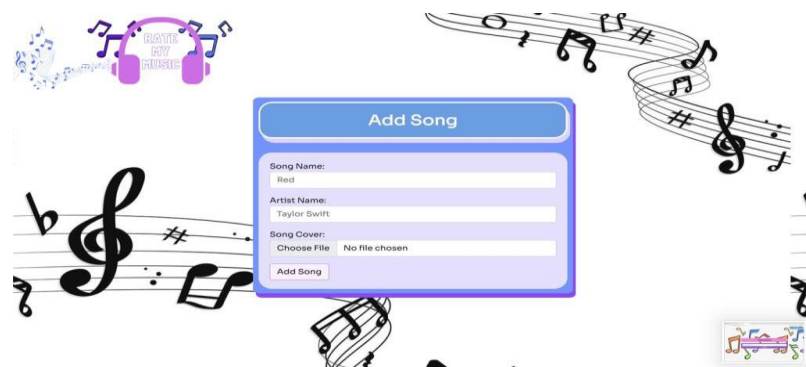 RATE
MY
MUSIC
Add Song
Song Name:
Red
Artist Name:
Taylor Swift
Song Cover:
Choose File No file chosen
Add Song